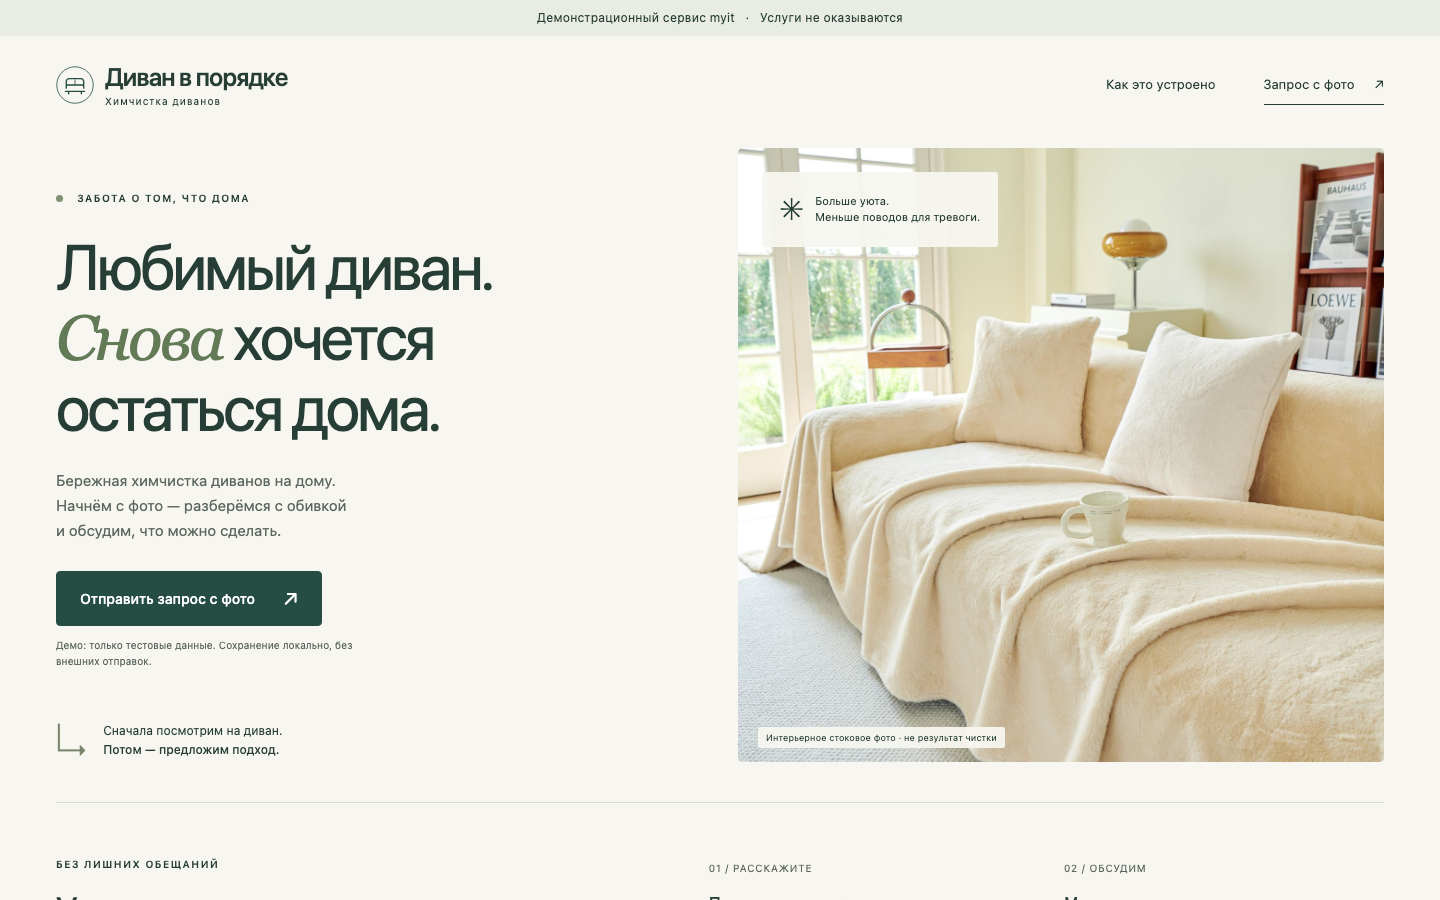 Демонстрационный сервис myit · Услуги не оказываются
Диван в порядке
Химчистка диванов
Как это устроено
Запрос с фото
ЗАБОТА О ТОМ, ЧТО ДОМА
Любимый диван.
Снова хочется
остаться дома.
Бережная химчистка диванов на дому.
Начнём с фото — разберёмся с обивкой
и обсудим, что можно сделать.
Отправить запрос с фото
Демо: только тестовые данные. Сохранение локально, без
внешних отправок.
Сначала посмотрим на диван.
Потом — предложим подход.
Больше уюта.
Меньше поводов для тревоги.
BAUHAUS
LOEWE
Интерьерное стоковое фото · не результат чистки
БЕЗ ЛИШНИХ ОБЕЩАНИЙ
01 / РАССКАЖИТЕ
02 / ОБСУДИМ